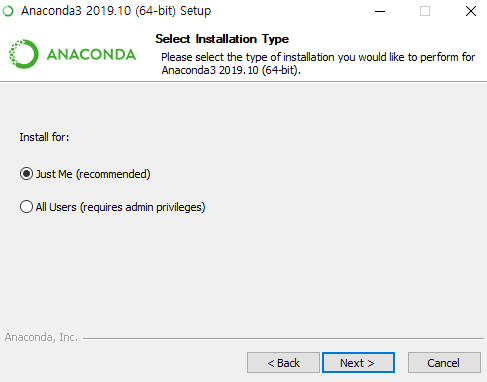 Anaconda3 2019.10 (64-bit) Setup
ANACONDA
Select Installation Type
Please select the type of installation you would like to perform for
Anaconda3 2019.10 (64-bit).
Install for:
Just Me (recommended)
All Users (requires admin privileges)
Anaconda, Inc.
< Back
Next >
Cancel